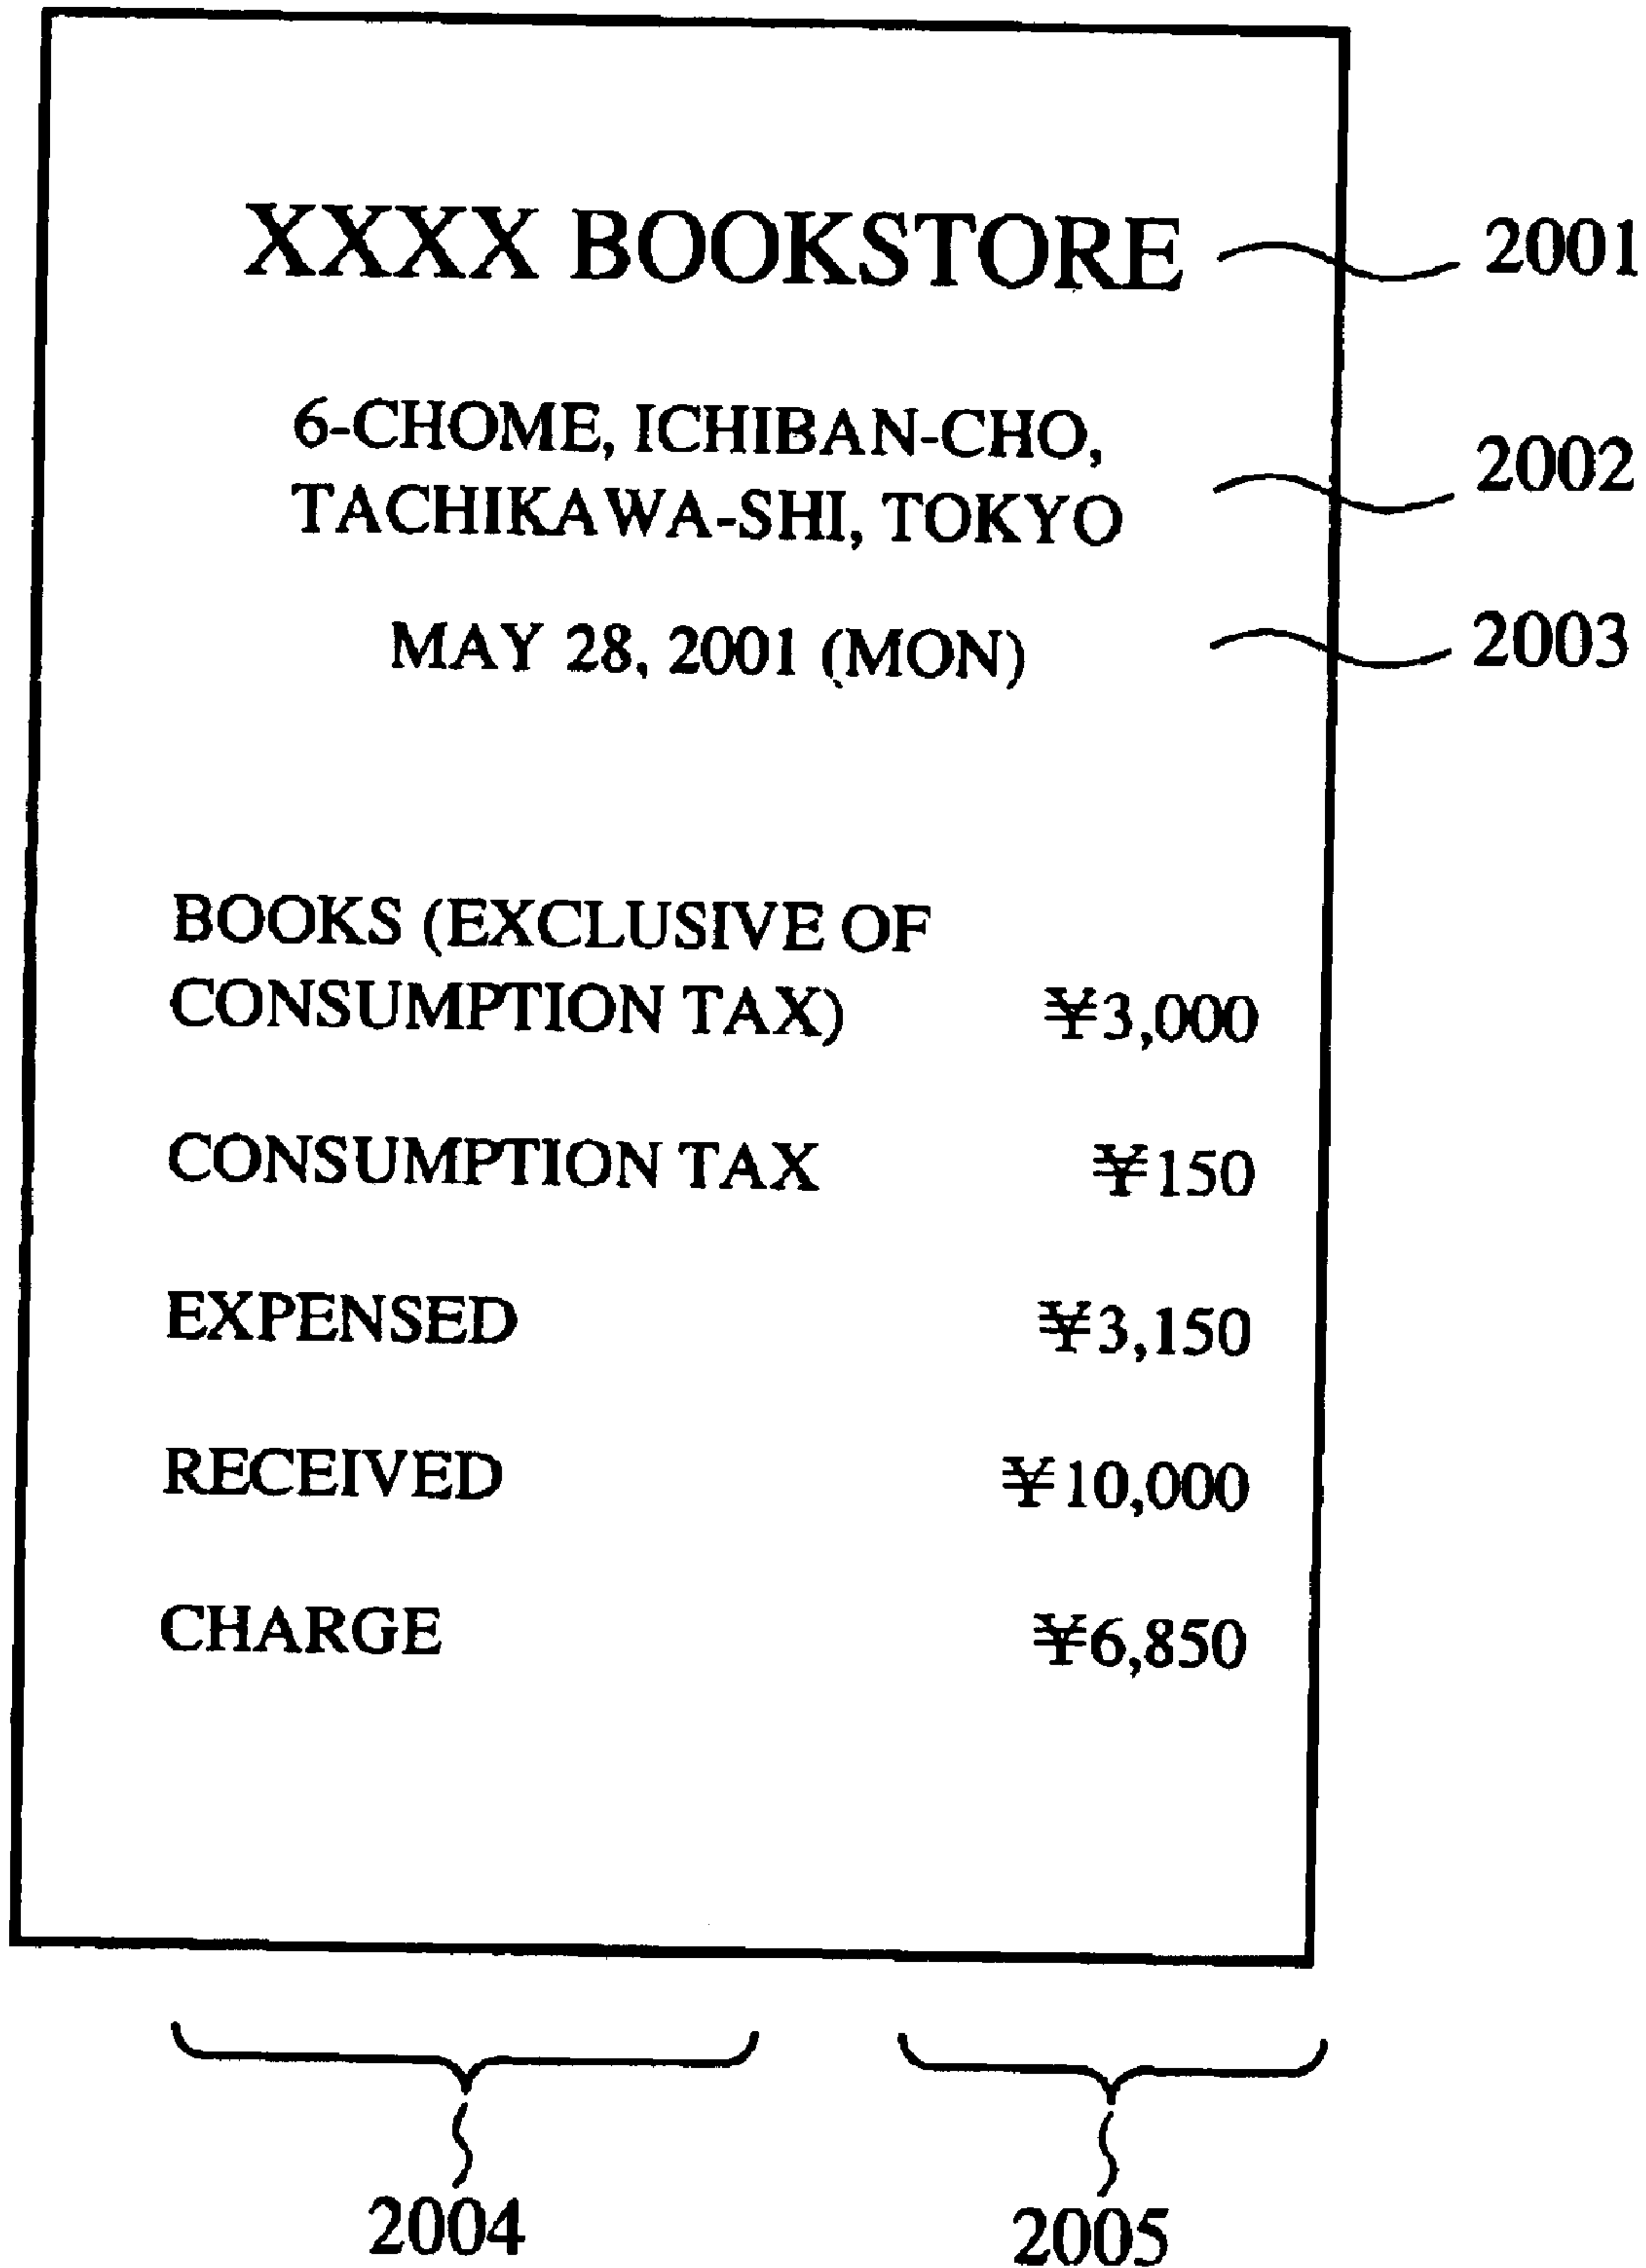 XXXX BOOKSTORE 2001
6-CHOME, ICHIBAN-CHO,
TACHIKAWA-SHI, TOKYO 2002
MAY 28, 2001 (MON) 2003
BOOKS (EXCLUSIVE OF
CONSUMPTION TAX) ¥3,000
CONSUMPTION TAX ¥150
EXPENSED ¥3,150
RECEIVED ¥10,000
CHARGE ¥6,850
2004 2005